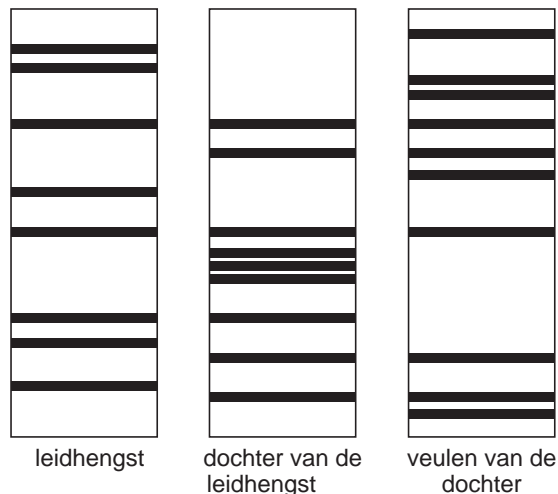 leidhengst
dochter van de
leidhengst
veulen van de
dochter